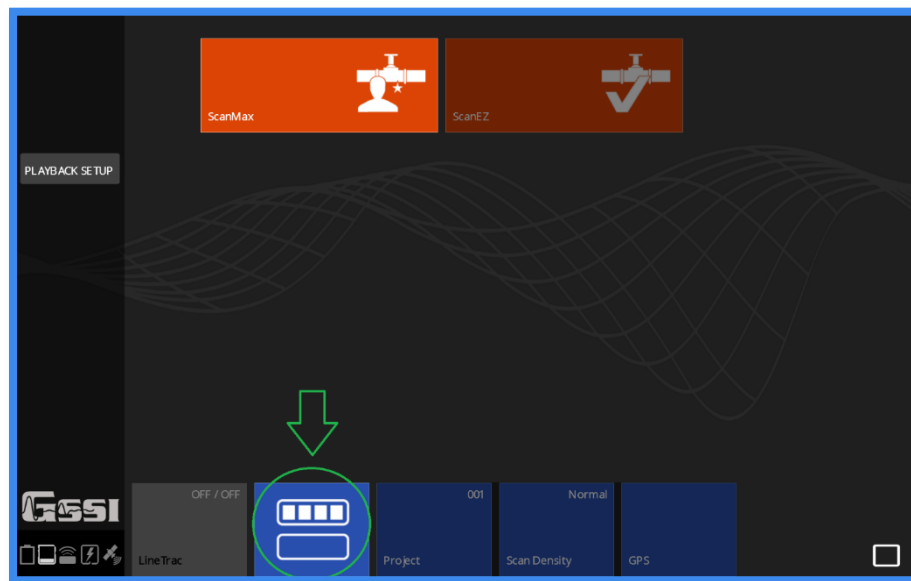 ScanMax
ScanEZ
PLAYBACK SETUP
GSSI
OFF / OFF
LineTrac
001
Project
Normal
Scan Density
GPS